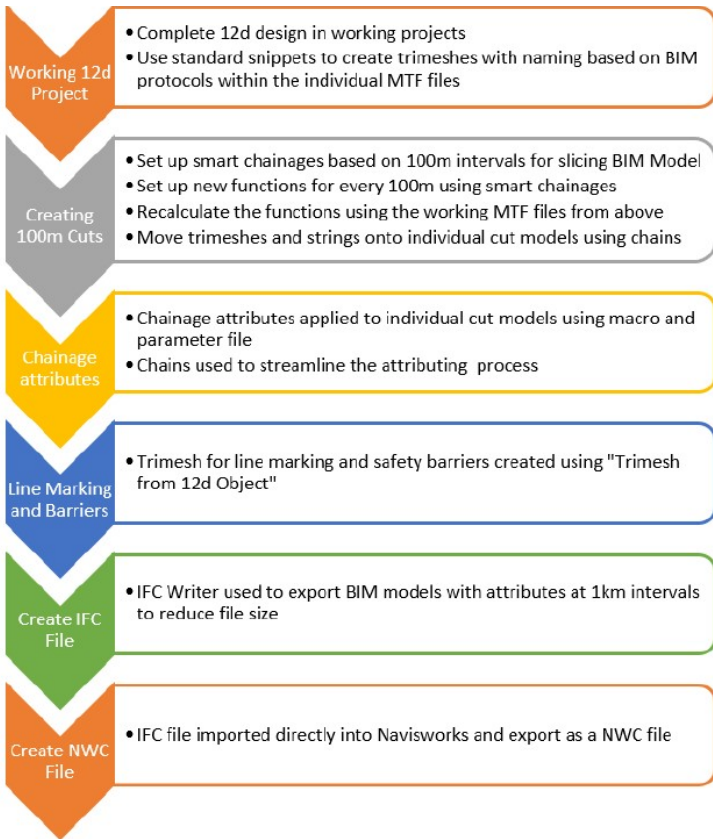 Working 12d
Project
• Complete 12d design in working projects
• Use standard snippets to create trimeshes with naming based on BIM
protocols within the individual MTF files
Creating
100m Cuts
• Set up smart chainages based on 100m intervals for slicing BIM Model
• Set up new functions for every 100m using smart chainages
• Recalculate the functions using the working MTF files from above
• Move trimeshes and strings onto individual cut models using chains
Chainage
attributes
• Chainage attributes applied to individual cut models using macro and
parameter file
• Chains used to streamline the attributing process
Line Marking
and Barriers
• Trimesh for line marking and safety barriers created using "Trimesh
from 12d Object"
Create IFC
File
• IFC Writer used to export BIM models with attributes at 1km intervals
to reduce file size
Create NWC
File
• IFC file imported directly into Navisworks and export as a NWC file